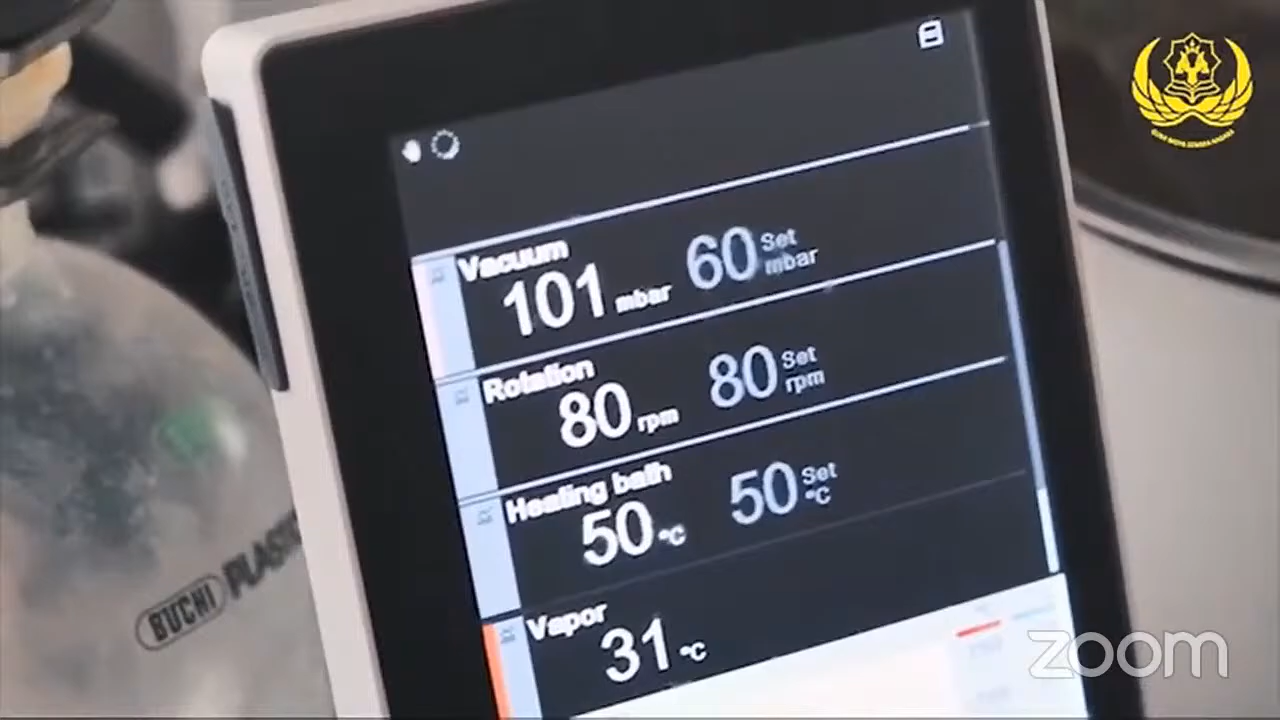 Vacuum
101 mbar 60 Set mbar
Rotation
80 rpm 80 Set rpm
Heating bath
50 °C 50 Set °C
Vapor
31 °C
BUCHI PLASTIC
zoom